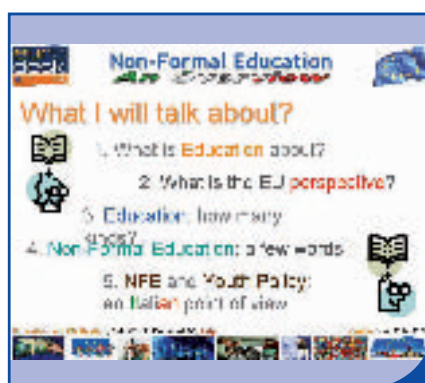 Non-Formal Education
An Overview
What I will talk about?
1. What is Education about?
2. What is the EU perspective?
3. Education: how many
kinds?
4. Non-Formal Education: a few words
5. NFE and Youth Policy:
an Italian point of view